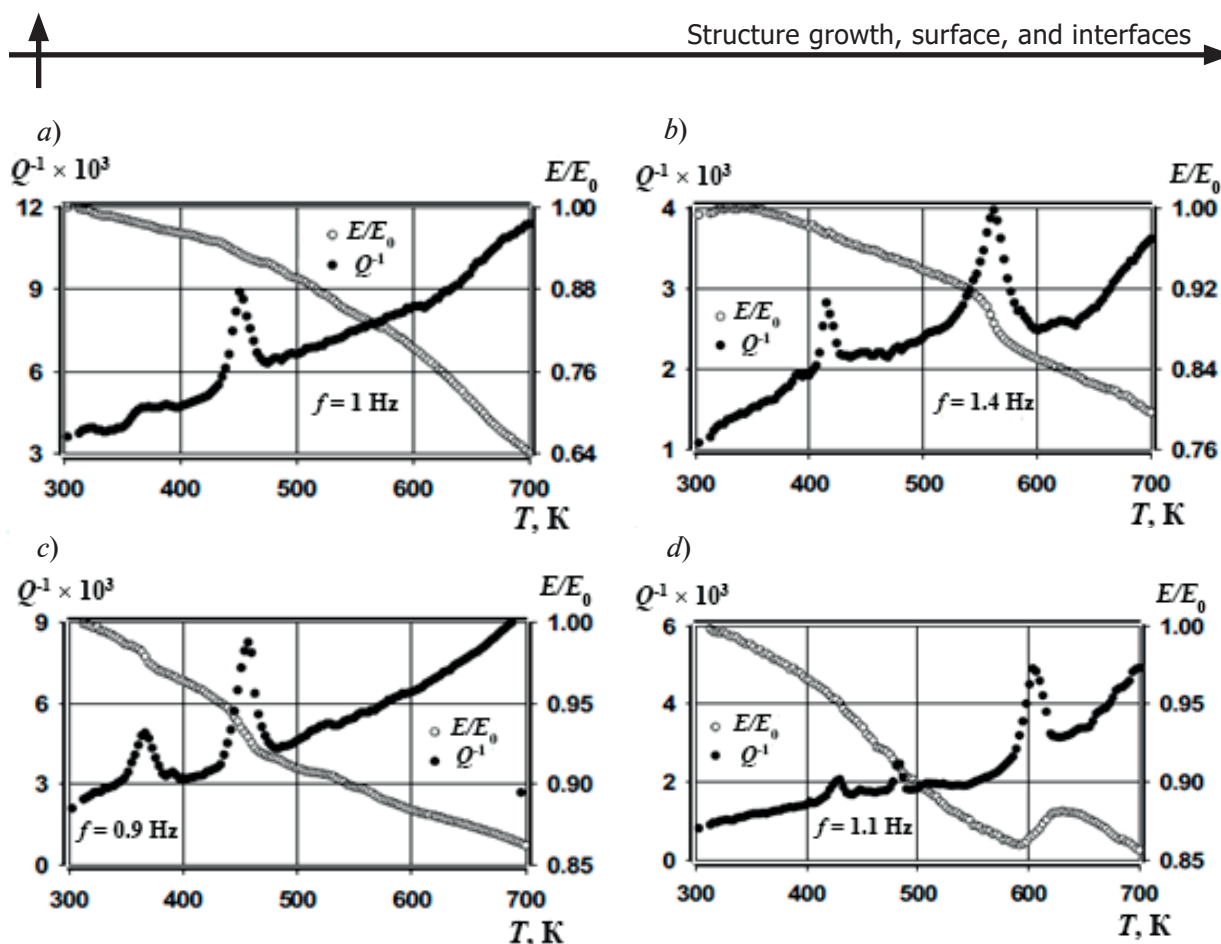 Structure growth, surface, and interfaces
a)
Q⁻¹ × 10³
E/E₀
12
9
6
3
1.00
0.88
0.76
0.64
E/E₀
Q⁻¹
f = 1 Hz
300 400 500 600 700
T, K
b)
Q⁻¹ × 10³
E/E₀
4
3
2
1
1.00
0.92
0.84
0.76
E/E₀
Q⁻¹
f = 1.4 Hz
300 400 500 600 700
T, K
c)
Q⁻¹ × 10³
E/E₀
9
6
3
0
1.00
0.95
0.90
0.85
E/E₀
Q⁻¹
f = 0.9 Hz
300 400 500 600 700
T, K
d)
Q⁻¹ × 10³
E/E₀
6
4
2
0
1.00
0.95
0.90
0.85
E/E₀
Q⁻¹
f = 1.1 Hz
300 400 500 600 700
T, K